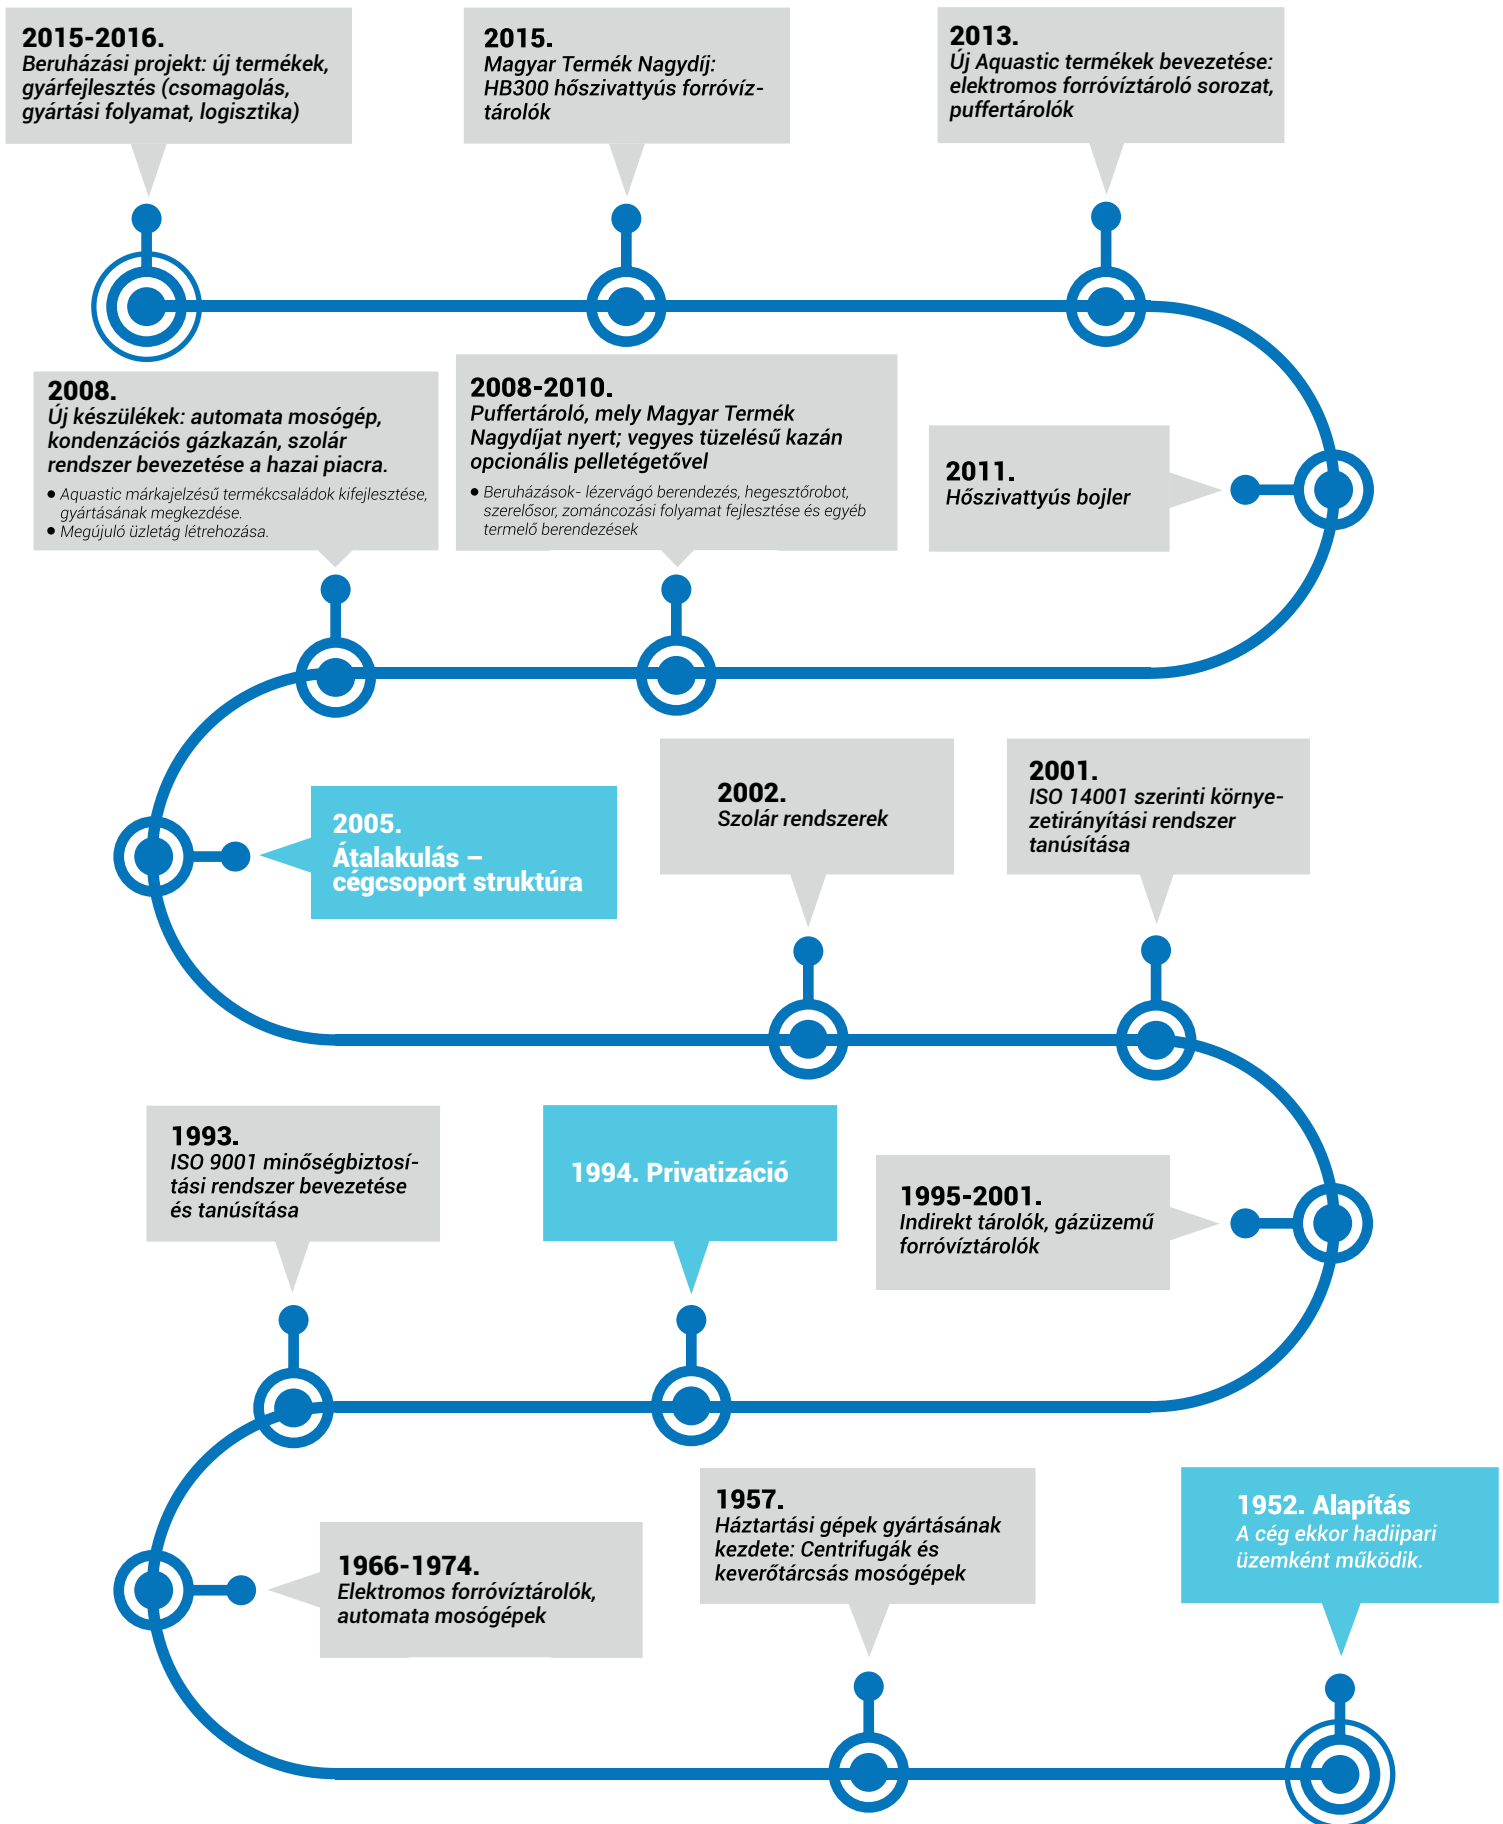 2015-2016.
Beruházási projekt: új termékek,
gyárfejlesztés (csomagolás,
gyártási folyamat, logisztika)
2015.
Magyar Termék Nagydíj:
HB300 hőszivattyús forróvíz-
tárolók
2013.
Új Aquastic termékek bevezetése:
elektromos forróvíztároló sorozat,
puffertárolók
2008.
Új készülékek: automata mosógép,
kondenzációs gázkazán, szolár
rendszer bevezetése a hazai piacra.
• Aquastic márkajelzésű termékcsaládok kifejlesztése,
gyártásának megkezdése.
• Megújuló üzletág létrehozása.
2008-2010.
Puffertároló, mely Magyar Termék
Nagydíjat nyert; vegyes tüzelésű kazán
opcionális pelletégetővel
• Beruházások- lézervágó berendezés, hegesztőrobot,
szerelősor, zománcozási folyamat fejlesztése és egyéb
termelő berendezések
2011.
Hőszivattyús bojler
2005.
Átalakulás –
cégcsoport struktúra
2002.
Szolár rendszerek
2001.
ISO 14001 szerinti környe-
zetirányítási rendszer
tanúsítása
1993.
ISO 9001 minőségbiztosí-
tási rendszer bevezetése
és tanúsítása
1994. Privatizáció
1995-2001.
Indirekt tárolók, gázüzemű
forróvíztárolók
1966-1974.
Elektromos forróvíztárolók,
automata mosógépek
1957.
Háztartási gépek gyártásának
kezdete: Centrifugák és
keverőtárcsás mosógépek
1952. Alapítás
A cég ekkor hadiipari
üzemként működik.